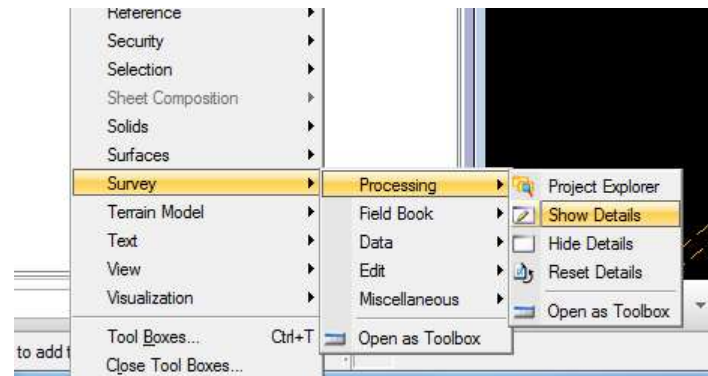 Reference
Security
Selection
Sheet Composition
Solids
Surfaces
Survey
Terrain Model
Text
View
Visualization
Tool Boxes... Ctrl+T
Close Tool Boxes...
Processing
Field Book
Data
Edit
Miscellaneous
Open as Toolbox
Project Explorer
Show Details
Hide Details
Reset Details
Open as Toolbox
to add t